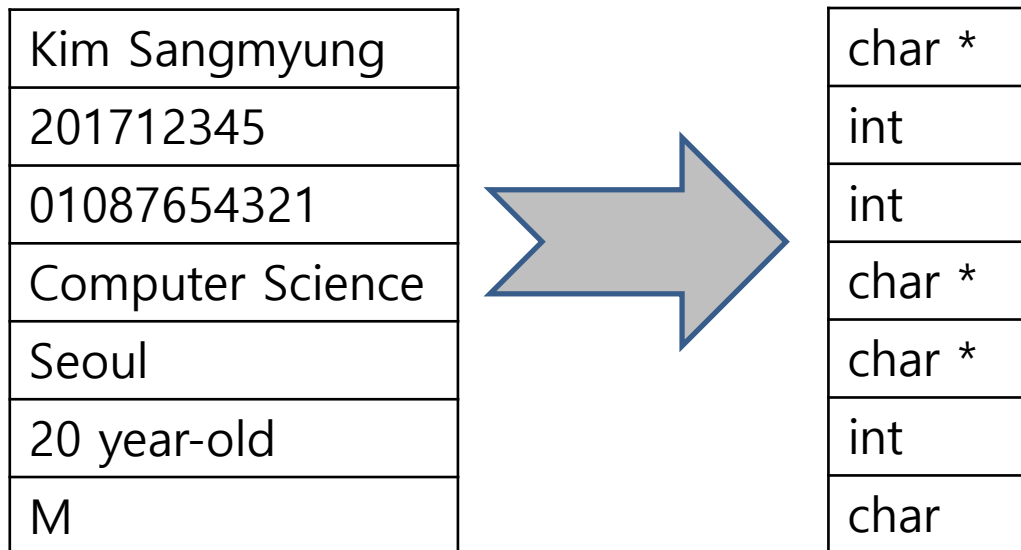 Kim Sangmyung
201712345
01087654321
Computer Science
Seoul
20 year-old
M
char *
int
int
char *
char *
int
char